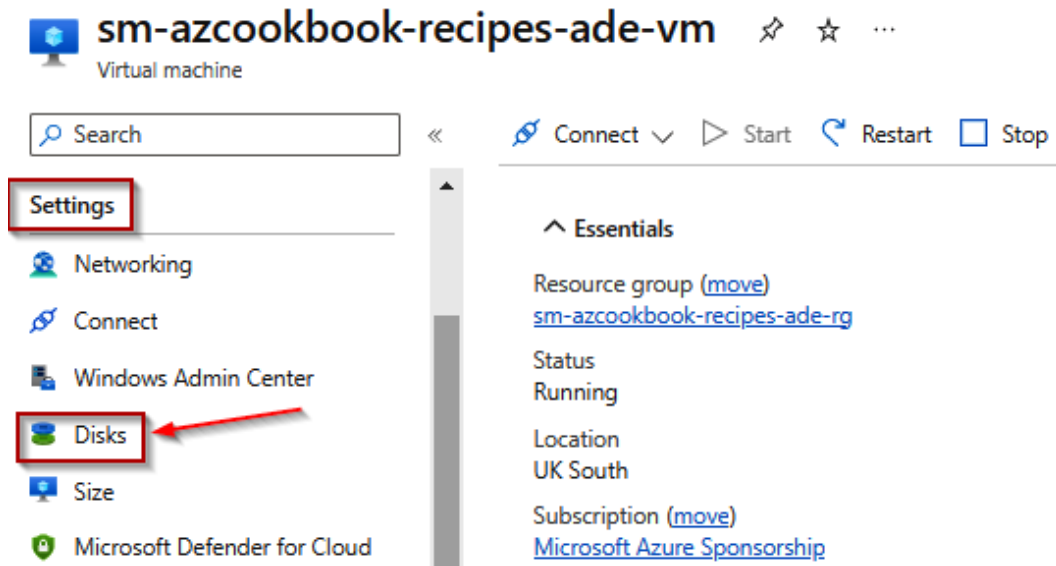 sm-azcookbook-recipes-ade-vm
Virtual machine
Search
Connect
Start
Restart
Stop
Settings
Networking
Connect
Windows Admin Center
Disks
Size
Microsoft Defender for Cloud
Essentials
Resource group (move)
sm-azcookbook-recipes-ade-rg
Status
Running
Location
UK South
Subscription (move)
Microsoft Azure Sponsorship